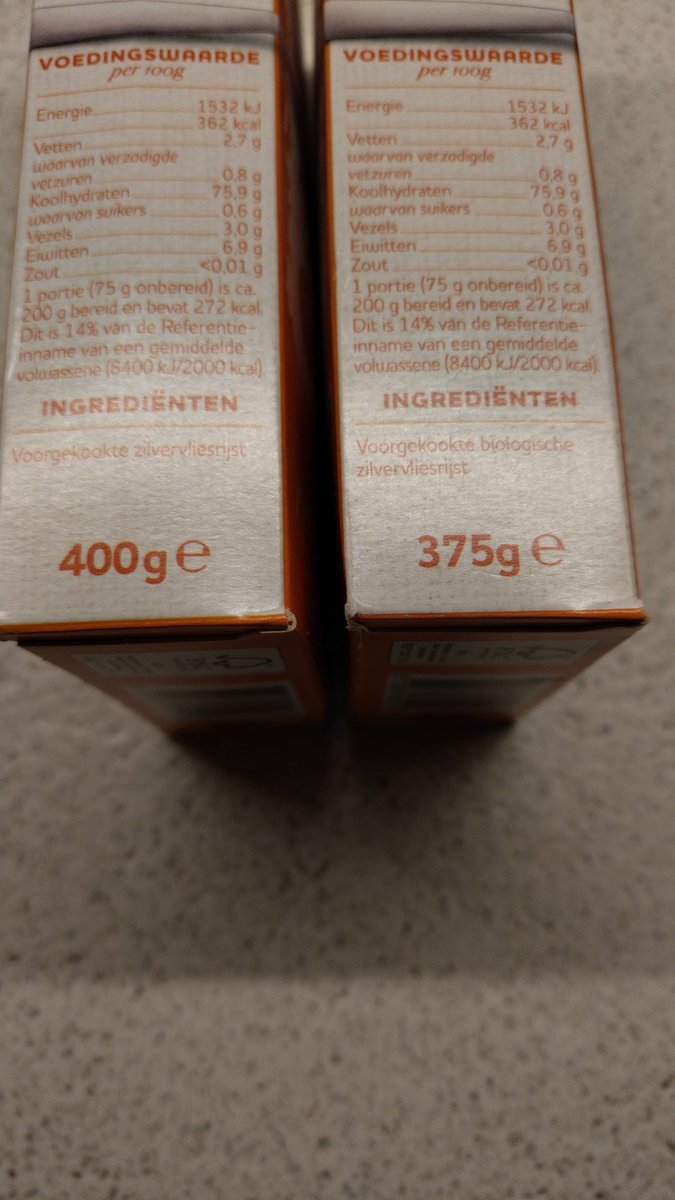 VOEDINGSWAARDE
per 100g
Energie 1532 kJ
362 kcal
Vetten 2,7 g
waarvan verzadigde
vetzuren 0,8 g
Koolhydraten 75,9 g
waarvan suikers 0,6 g
Vezels 3,0 g
Eiwitten 6,9 g
Zout <0,01 g
1 portie (75 g onbereid) is ca.
200 g bereid en bevat 272 kcal.
Dit is 14% van de Referentie-
inname van een gemiddelde
volwassene (8400 kJ/2000 kcal)
INGREDIËNTEN
Voorgekookte zilvervliesrijst
400g e
VOEDINGSWAARDE
per 100g
Energie 1532 kJ
362 kcal
Vetten 2,7 g
waarvan verzadigde
vetzuren 0,8 g
Koolhydraten 75,9 g
waarvan suikers 0,6 g
Vezels 3,0 g
Eiwitten 6,9 g
Zout <0,01 g
1 portie (75 g onbereid) is ca.
200 g bereid en bevat 272 kcal.
Dit is 14% van de Referentie-
inname van een gemiddelde
volwassene (8400 kJ/2000 kcal)
INGREDIËNTEN
Voorgekookte biologische
zilvervliesrijst
375g e